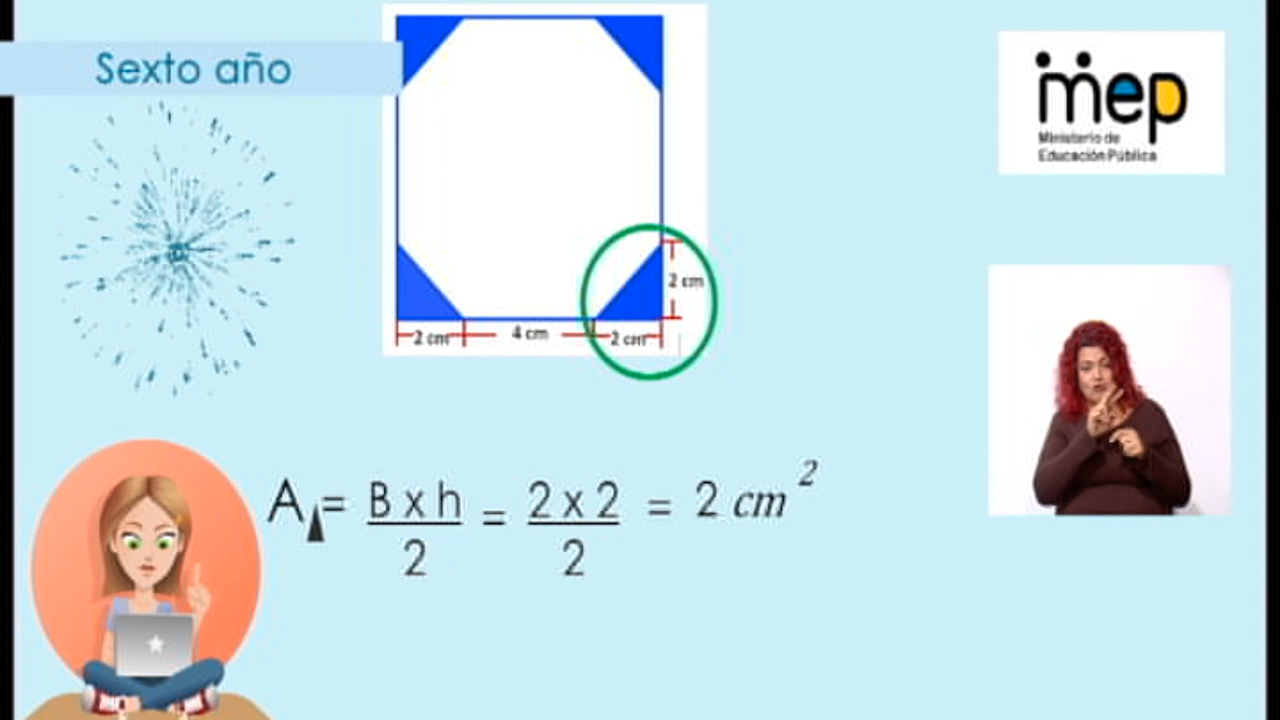 Sexto año
mep
Ministerio de
Educación Pública
2 cm
2 cm 4 cm 2 cm
A = B x h / 2 = 2 x 2 / 2 = 2 cm²